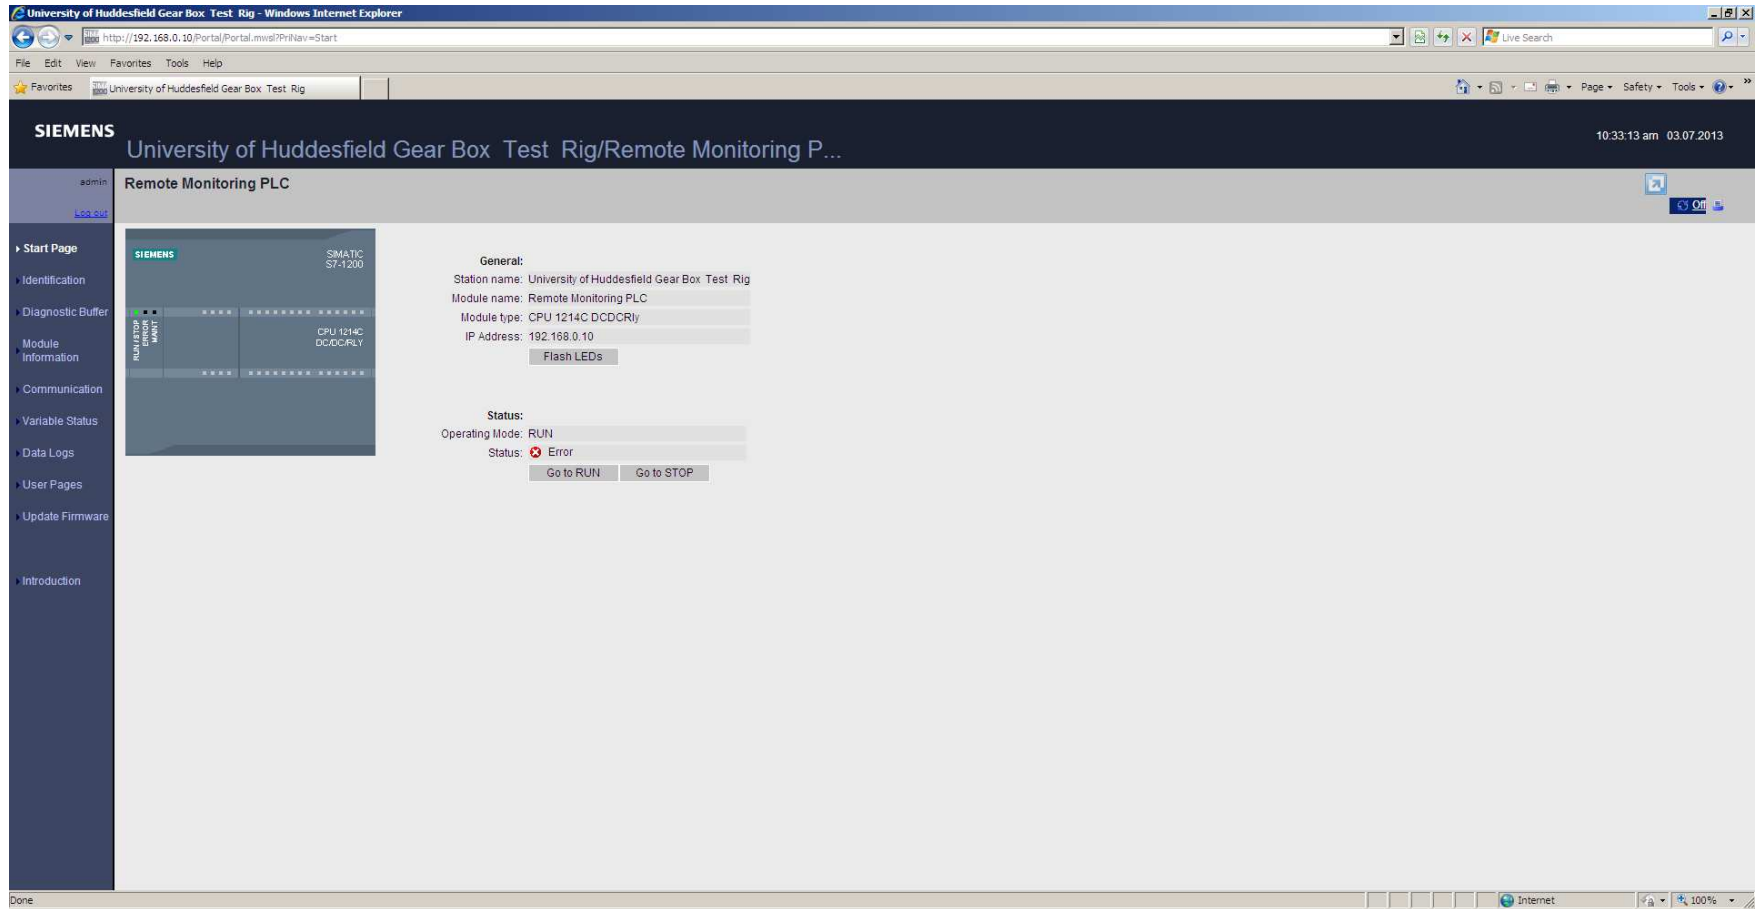 University of Huddesfield Gear Box Test Rig - Windows Internet Explorer
http://192.168.0.10/Portal/Portal.mwsl?PriNav=Start
Live Search
File Edit View Favorites Tools Help
Favorites University of Huddesfield Gear Box Test Rig Page Safety Tools
SIEMENS
University of Huddesfield Gear Box Test Rig/Remote Monitoring P...
10:33:13 am 03.07.2013
admin
Log out
Remote Monitoring PLC
Off
Start Page
Identification
Diagnostic Buffer
Module
Information
Communication
Variable Status
Data Logs
User Pages
Update Firmware
Introduction
SIEMENS
SIMATIC
S7-1200
RUN / STOP
ERROR
MAINT
CPU 1214C
DC/DC/RLY
General:
Station name: University of Huddesfield Gear Box Test Rig
Module name: Remote Monitoring PLC
Module type: CPU 1214C DCDCRly
IP Address: 192.168.0.10
Flash LEDs
Status:
Operating Mode: RUN
Status: Error
Go to RUN Go to STOP
Done
Internet
100%